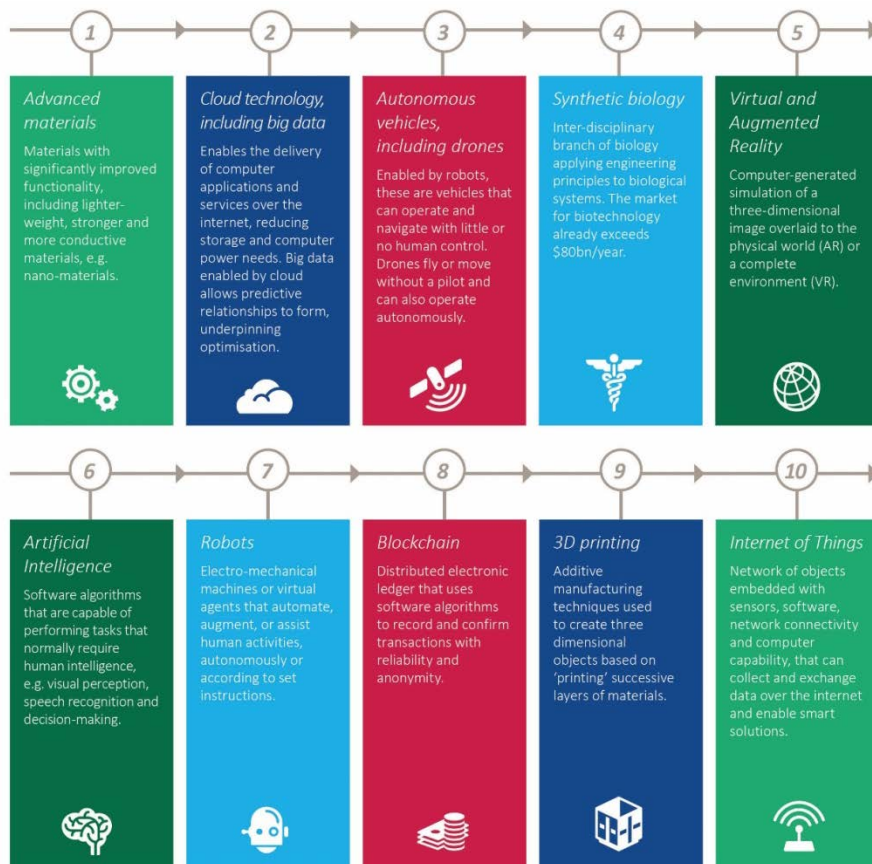 1
2
3
4
5
Advanced
materials
Materials with
significantly improved
functionality,
including lighter-
weight, stronger and
more conductive
materials, e.g.
nano-materials.
Cloud technology,
including big data
Enables the delivery
of computer
applications and
services over the
internet, reducing
storage and computer
power needs. Big data
enabled by cloud
allows predictive
relationships to form,
underpinning
optimisation.
Autonomous
vehicles,
including drones
Enabled by robots,
these are vehicles that
can operate and
navigate with little or
no human control.
Drones fly or move
without a pilot and
can also operate
autonomously.
Synthetic biology
Inter-disciplinary
branch of biology
applying engineering
principles to biological
systems. The market
for biotechnology
already exceeds
$80bn/year.
Virtual and
Augmented
Reality
Computer-generated
simulation of a
three-dimensional
image overlaid to the
physical world (AR) or
a complete
environment (VR).
6
7
8
9
10
Artificial
Intelligence
Software algorithms
that are capable of
performing tasks that
normally require
human intelligence,
e.g. visual perception,
speech recognition and
decision-making.
Robots
Electro-mechanical
machines or virtual
agents that automate,
augment, or assist
human activities,
autonomously or
according to set
instructions.
Blockchain
Distributed electronic
ledger that uses
software algorithms
to record and confirm
transactions with
reliability and
anonymity.
3D printing
Additive
manufacturing
techniques used
to create three
dimensional
objects based on
‘printing’ successive
layers of materials.
Internet of Things
Network of objects
embedded with
sensors, software,
network connectivity
and computer
capability, that can
collect and exchange
data over the internet
and enable smart
solutions.